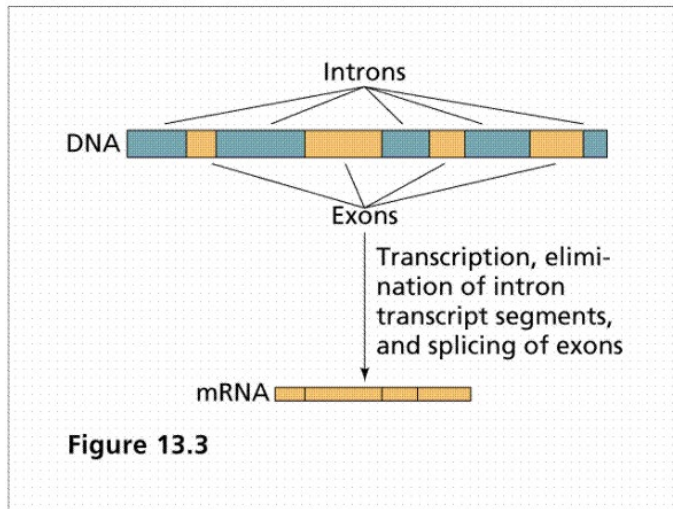 Introns
DNA
Exons
Transcription, elimi-
nation of intron
transcript segments,
and splicing of exons
mRNA
Figure 13.3